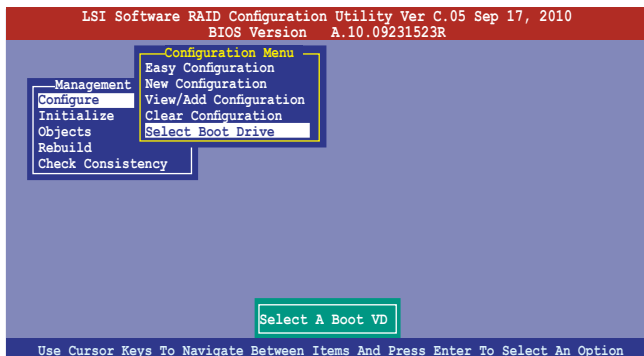 LSI Software RAID Configuration Utility Ver C.05 Sep 17, 2010
BIOS Version A.10.09231523R
Configuration Menu
Easy Configuration
New Configuration
View/Add Configuration
Clear Configuration
Select Boot Drive
Management
Configure
Initialize
Objects
Rebuild
Check Consistency
Select A Boot VD
Use Cursor Keys To Navigate Between Items And Press Enter To Select An Option